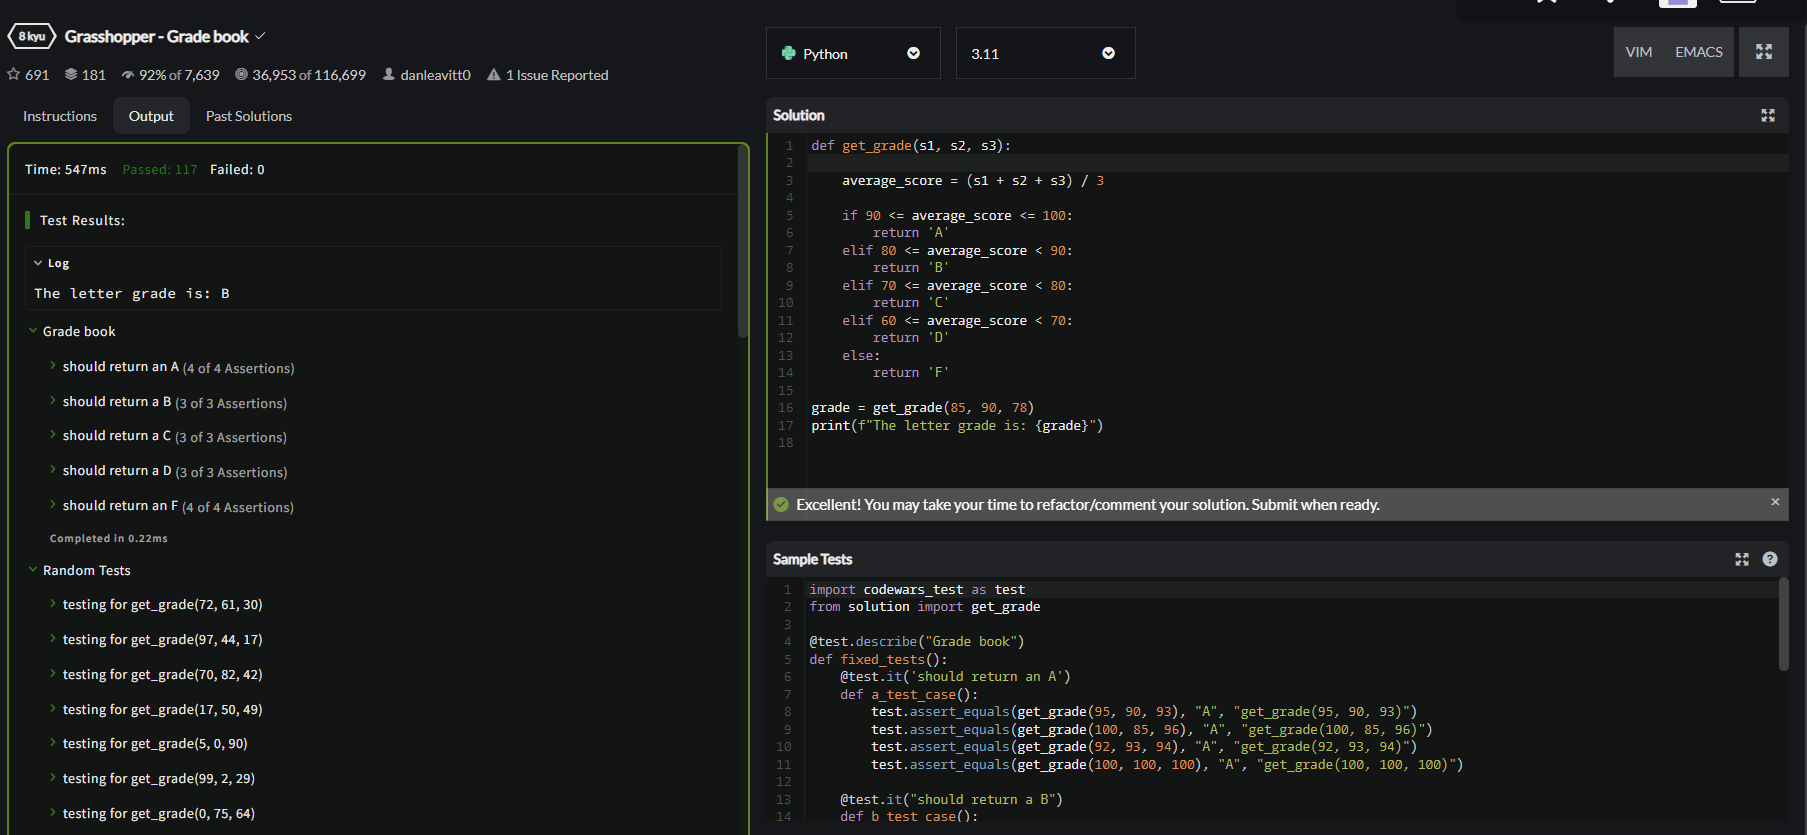 8 kyu Grasshopper - Grade book
691 181 92% of 7,639 36,953 of 116,699 danleavitt0 1 Issue Reported
Instructions Output Past Solutions
Time: 547ms Passed: 117 Failed: 0
Test Results:
Log
The letter grade is: B
Grade book
should return an A (4 of 4 Assertions)
should return a B (3 of 3 Assertions)
should return a C (3 of 3 Assertions)
should return a D (3 of 3 Assertions)
should return an F (4 of 4 Assertions)
Completed in 0.22ms
Random Tests
testing for get_grade(72, 61, 30)
testing for get_grade(97, 44, 17)
testing for get_grade(70, 82, 42)
testing for get_grade(17, 50, 49)
testing for get_grade(5, 0, 90)
testing for get_grade(99, 2, 29)
testing for get_grade(0, 75, 64)
Python 3.11 VIM EMACS
Solution
1 def get_grade(s1, s2, s3):
2
3     average_score = (s1 + s2 + s3) / 3
4
5     if 90 <= average_score <= 100:
6         return 'A'
7     elif 80 <= average_score < 90:
8         return 'B'
9     elif 70 <= average_score < 80:
10         return 'C'
11     elif 60 <= average_score < 70:
12         return 'D'
13     else:
14         return 'F'
15
16 grade = get_grade(85, 90, 78)
17 print(f"The letter grade is: {grade}")
18
Excellent! You may take your time to refactor/comment your solution. Submit when ready. ×
Sample Tests ?
1 import codewars_test as test
2 from solution import get_grade
3
4 @test.describe("Grade book")
5 def fixed_tests():
6     @test.it('should return an A')
7     def a_test_case():
8         test.assert_equals(get_grade(95, 90, 93), "A", "get_grade(95, 90, 93)")
9         test.assert_equals(get_grade(100, 85, 96), "A", "get_grade(100, 85, 96)")
10         test.assert_equals(get_grade(92, 93, 94), "A", "get_grade(92, 93, 94)")
11         test.assert_equals(get_grade(100, 100, 100), "A", "get_grade(100, 100, 100)")
12
13     @test.it("should return a B")
14     def b_test_case():